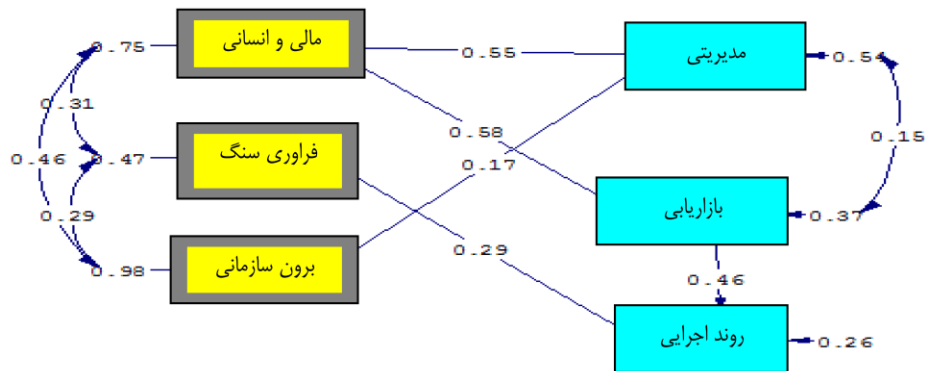 0.75
مالی و انسانی
0.55
مدیریتی
0.54
0.31
0.58
0.15
0.46
0.47
فراوری سنگ
0.17
0.29
بازاریابی
0.37
0.98
برون سازمانی
0.29
0.46
روند اجرایی
0.26